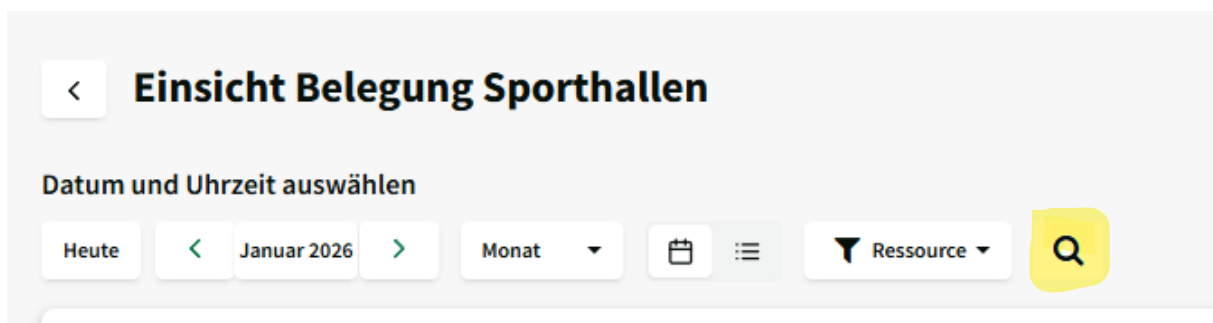 Einsicht Belegung Sporthallen
Datum und Uhrzeit auswählen
Heute Januar 2026 Monat Ressource